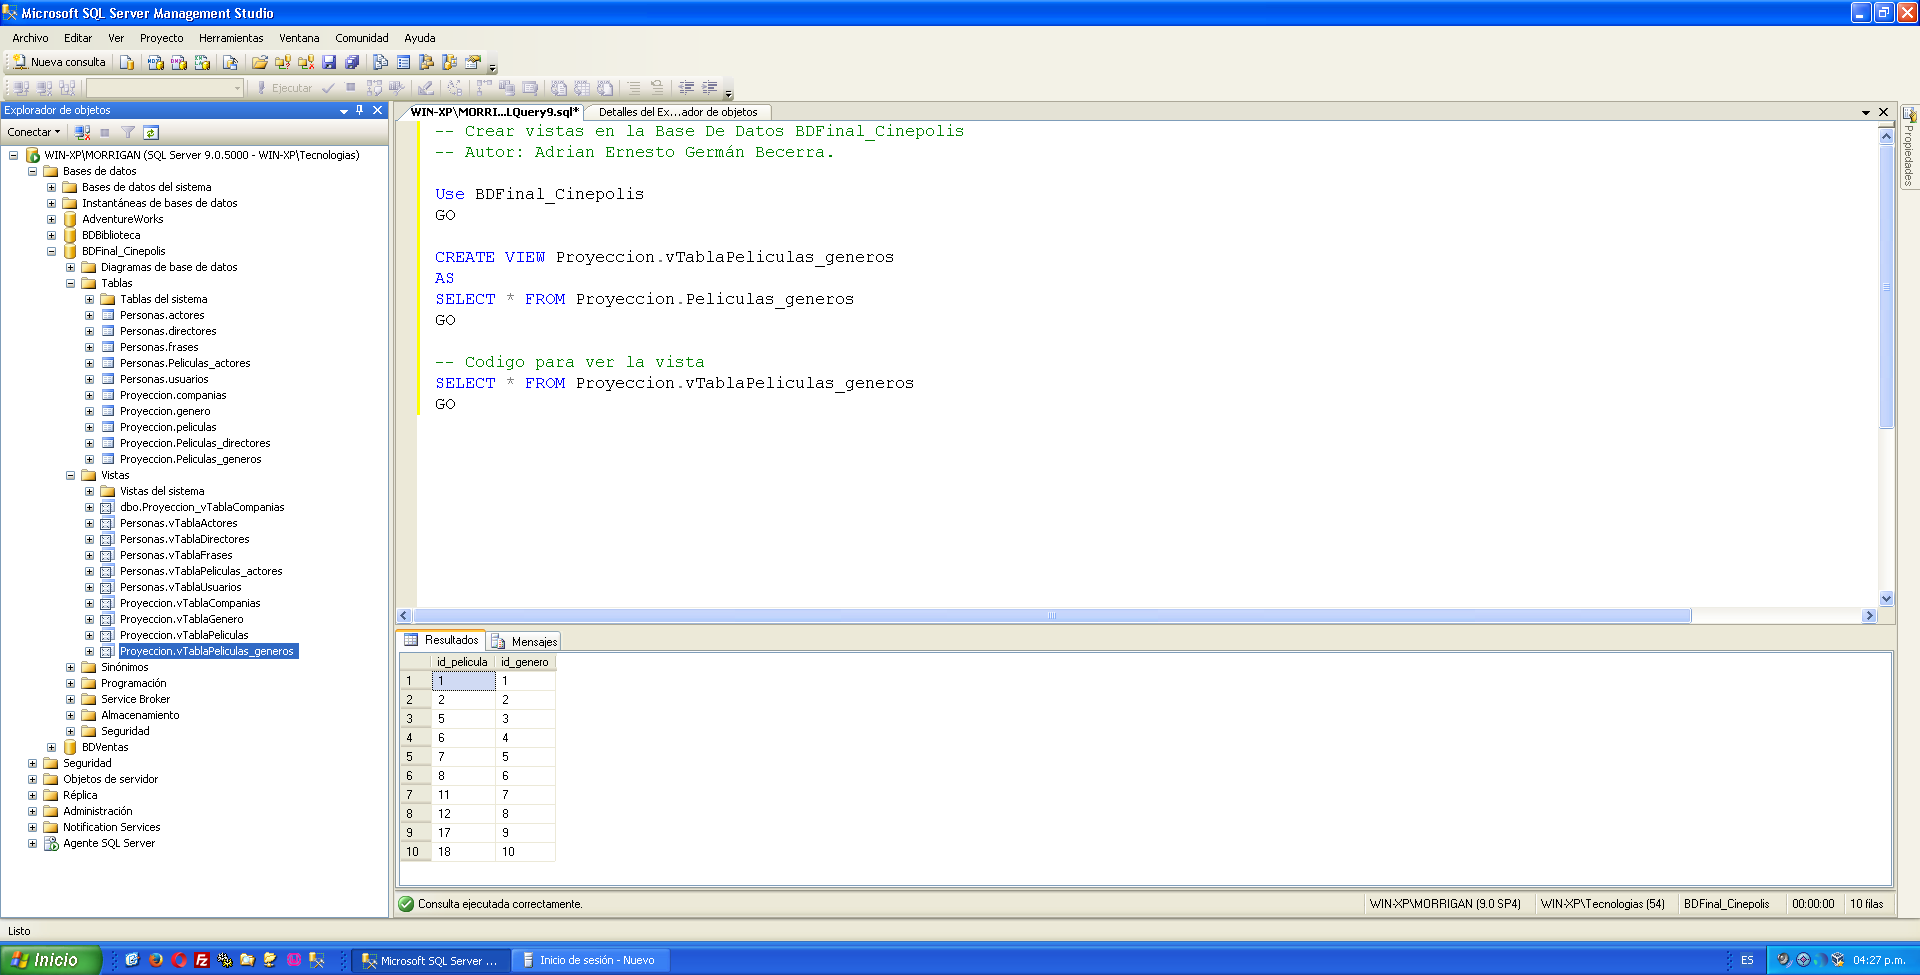 Microsoft SQL Server Management Studio
Archivo Editar Ver Proyecto Herramientas Ventana Comunidad Ayuda
Nueva consulta
Ejecutar
Explorador de objetos
Conectar
WIN-XP\MORRIGAN (SQL Server 9.0.5000 - WIN-XP\Tecnologias)
Bases de datos
Bases de datos del sistema
Instantáneas de bases de datos
AdventureWorks
BDBiblioteca
BDFinal_Cinepolis
Diagramas de base de datos
Tablas
Tablas del sistema
Personas.actores
Personas.directores
Personas.frases
Personas.Peliculas_actores
Personas.usuarios
Proyeccion.companias
Proyeccion.genero
Proyeccion.peliculas
Proyeccion.Peliculas_directores
Proyeccion.Peliculas_generos
Vistas
Vistas del sistema
dbo.Proyeccion_vTablaCompanias
Personas.vTablaActores
Personas.vTablaDirectores
Personas.vTablaFrases
Personas.vTablaPeliculas_actores
Personas.vTablaUsuarios
Proyeccion.vTablaCompanias
Proyeccion.vTablaGenero
Proyeccion.vTablaPeliculas
Proyeccion.vTablaPeliculas_generos
Sinónimos
Programación
Service Broker
Almacenamiento
Seguridad
BDVentas
Seguridad
Objetos de servidor
Réplica
Administración
Notification Services
Agente SQL Server
WIN-XP\MORRI...LQuery9.sql* Detalles del Ex...ador de objetos
-- Crear vistas en la Base De Datos BDFinal_Cinepolis
-- Autor: Adrian Ernesto Germán Becerra.
Use BDFinal_Cinepolis
GO
CREATE VIEW Proyeccion.vTablaPeliculas_generos
AS
SELECT * FROM Proyeccion.Peliculas_generos
GO
-- Codigo para ver la vista
SELECT * FROM Proyeccion.vTablaPeliculas_generos
GO
Propiedades
Resultados Mensajes
id_pelicula id_genero
1 1 1
2 2 2
3 5 3
4 6 4
5 7 5
6 8 6
7 11 7
8 12 8
9 17 9
10 18 10
Consulta ejecutada correctamente. WIN-XP\MORRIGAN (9.0 SP4) WIN-XP\Tecnologias (54) BDFinal_Cinepolis 00:00:00 10 filas
Listo
Inicio Microsoft SQL Server ... Inicio de sesión - Nuevo ES 04:27 p.m.